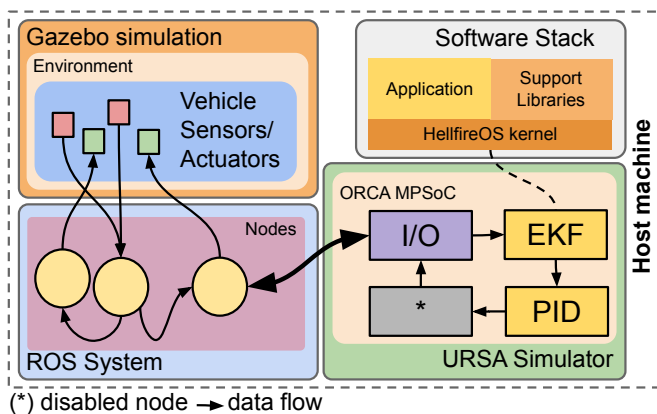 Gazebo simulation
Environment
Vehicle
Sensors/
Actuators
Software Stack
Application
Support
Libraries
HellfireOS kernel
Host machine
Nodes
ROS System
ORCA MPSoC
I/O
EKF
*
PID
URSA Simulator
(*) disabled node → data flow